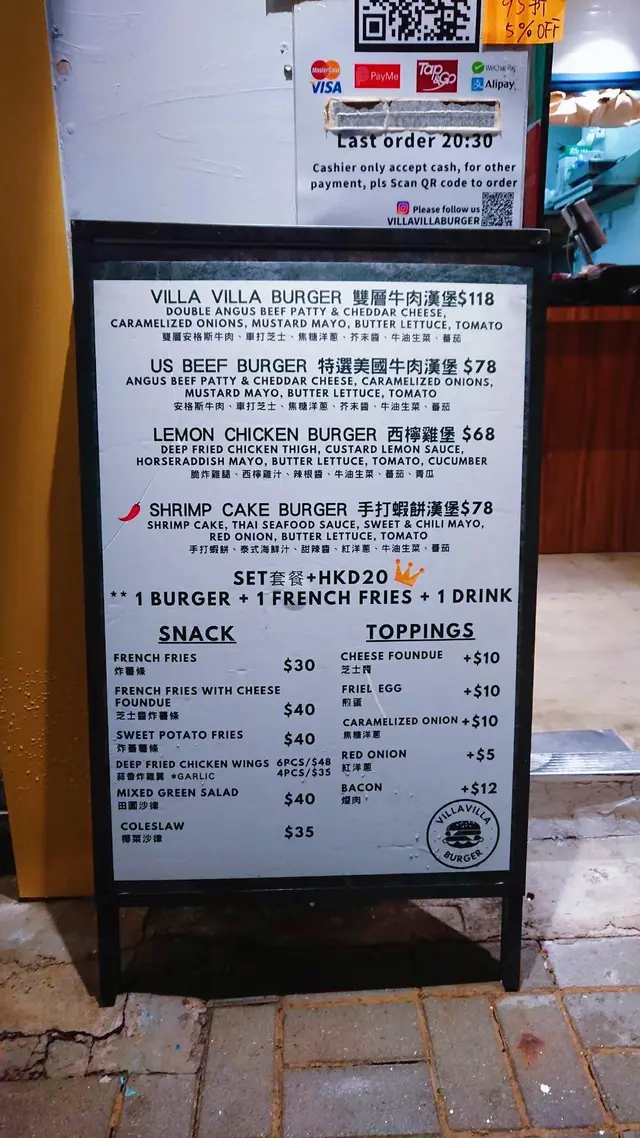 95折
5% OFF
MasterCard
VISA
PayMe
Tap&Go
WeChat Pay
Alipay
Last order 20:30
Cashier only accept cash, for other
payment, pls Scan QR code to order
Please follow us
VILLAVILLABURGER
VILLA VILLA BURGER 雙層牛肉漢堡$118
DOUBLE ANGUS BEEF PATTY & CHEDDAR CHEESE,
CARAMELIZED ONIONS, MUSTARD MAYO, BUTTER LETTUCE, TOMATO
雙層安格斯牛肉、車打芝士、焦糖洋蔥、芥末醬、牛油生菜、蕃茄
US BEEF BURGER 特選美國牛肉漢堡 $78
ANGUS BEEF PATTY & CHEDDAR CHEESE, CARAMELIZED ONIONS,
MUSTARD MAYO, BUTTER LETTUCE, TOMATO
安格斯牛肉、車打芝士、焦糖洋蔥、芥末醬、牛油生菜、蕃茄
LEMON CHICKEN BURGER 西檸雞堡 $68
DEEP FRIED CHICKEN THIGH, CUSTARD LEMON SAUCE,
HORSERADDISH MAYO, BUTTER LETTUCE, TOMATO, CUCUMBER
脆炸雞腿、西檸雞汁、辣根醬、牛油生菜、蕃茄、青瓜
SHRIMP CAKE BURGER 手打蝦餅漢堡$78
SHRIMP CAKE, THAI SEAFOOD SAUCE, SWEET & CHILI MAYO,
RED ONION, BUTTER LETTUCE, TOMATO
手打蝦餅、泰式海鮮汁、甜辣醬、紅洋蔥、牛油生菜、蕃茄
SET套餐+HKD20
** 1 BURGER + 1 FRENCH FRIES + 1 DRINK
SNACK
FRENCH FRIES $30
炸薯條
FRENCH FRIES WITH CHEESE
FOUNDUE $40
芝士醬炸薯條
SWEET POTATO FRIES $40
炸蕃薯條
DEEP FRIED CHICKEN WINGS 6PCS/$48
蒜香炸雞翼 *GARLIC 4PCS/$35
MIXED GREEN SALAD $40
田園沙律
COLESLAW $35
椰菜沙律
TOPPINGS
CHEESE FOUNDUE +$10
芝士醬
FRIEL EGG +$10
煎蛋
CARAMELIZED ONION +$10
焦糖洋蔥
RED ONION +$5
紅洋蔥
BACON +$12
煙肉
VILLAVILLA
BURGER